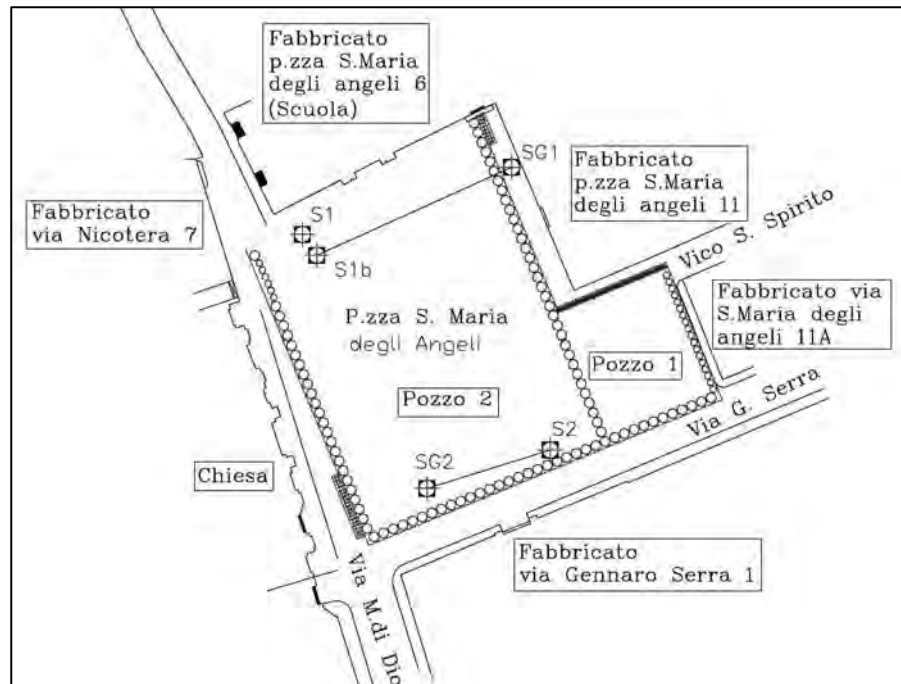 Fabbricato
p.zza S.Maria
degli angeli 6
(Scuola)
SG1
Fabbricato
p.zza S.Maria
degli angeli 11
Fabbricato
via Nicotera 7
S1
S1b
Vico S. Spirito
Fabbricato via
S.Maria degli
angeli 11A
P.zza S. Maria
degli Angeli
Pozzo 1
Pozzo 2
Via G. Serra
S2
SG2
Chiesa
Fabbricato
via Gennaro Serra 1
Via M.di Dio